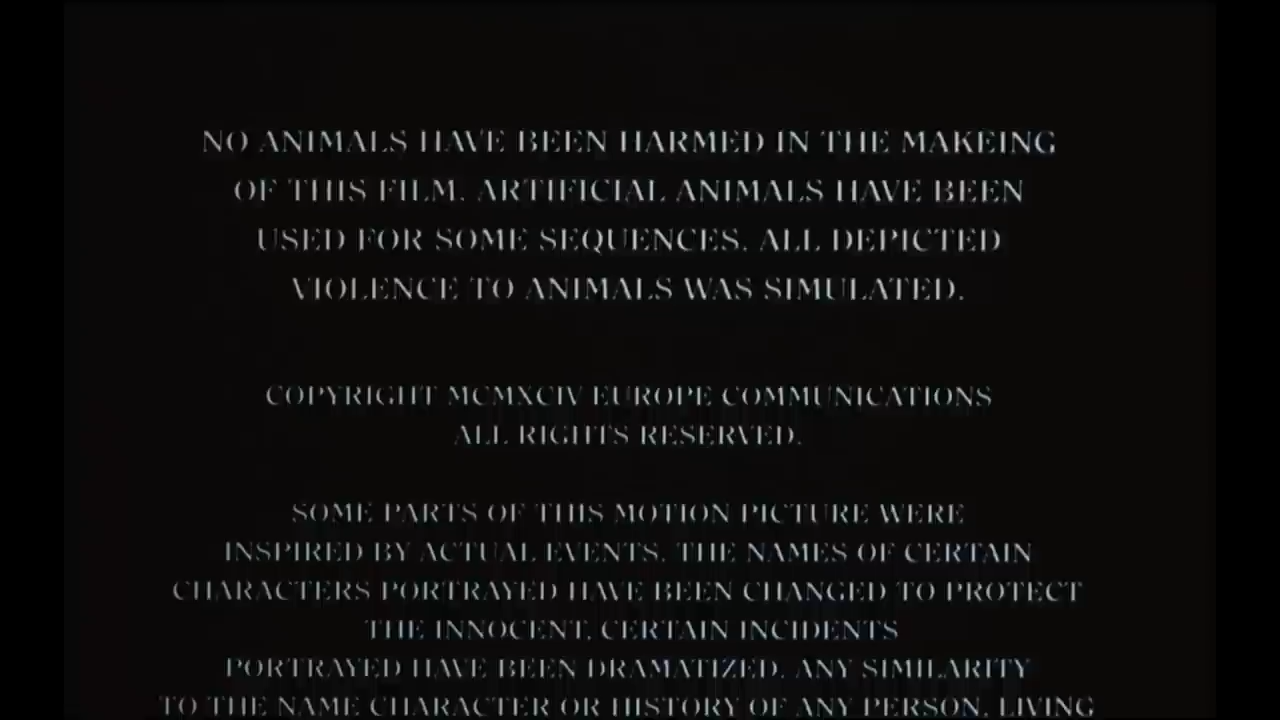 NO ANIMALS HAVE BEEN HARMED IN THE MAKEING
OF THIS FILM. ARTIFICIAL ANIMALS HAVE BEEN
USED FOR SOME SEQUENCES. ALL DEPICTED
VIOLENCE TO ANIMALS WAS SIMULATED.
COPYRIGHT MCMXCIV EUROPE COMMUNICATIONS
ALL RIGHTS RESERVED.
SOME PARTS OF THIS MOTION PICTURE WERE
INSPIRED BY ACTUAL EVENTS. THE NAMES OF CERTAIN
CHARACTERS PORTRAYED HAVE BEEN CHANGED TO PROTECT
THE INNOCENT. CERTAIN INCIDENTS
PORTRAYED HAVE BEEN DRAMATIZED. ANY SIMILARITY
TO THE NAME CHARACTER OR HISTORY OF ANY PERSON, LIVING